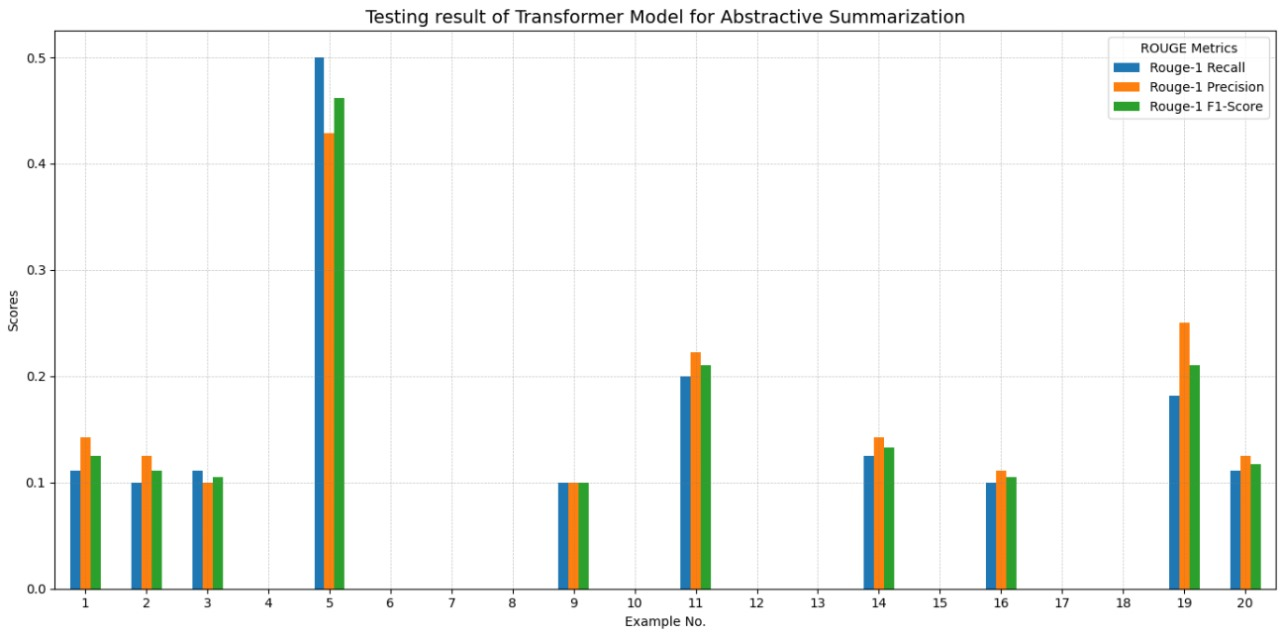 Testing result of Transformer Model for Abstractive Summarization
ROUGE Metrics
Rouge-1 Recall
Rouge-1 Precision
Rouge-1 F1-Score
Scores
0.5
0.4
0.3
0.2
0.1
0.0
1 2 3 4 5 6 7 8 9 10 11 12 13 14 15 16 17 18 19 20
Example No.